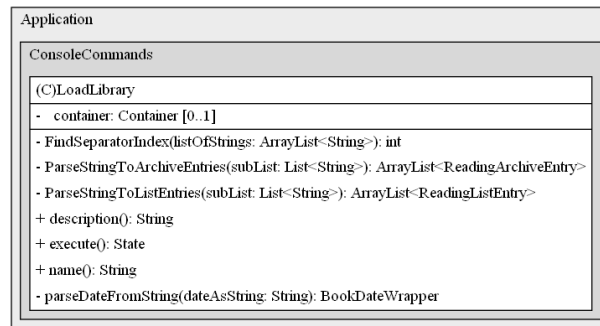 Application
ConsoleCommands
(C)LoadLibrary
- container: Container [0..1]
- FindSeparatorIndex(listOfStrings: ArrayList<String>): int
- ParseStringToArchiveEntries(subList: List<String>): ArrayList<ReadingArchiveEntry>
- ParseStringToListEntries(subList: List<String>): ArrayList<ReadingListEntry>
+ description(): String
+ execute(): State
+ name(): String
- parseDateFromString(dateAsString: String): BookDateWrapper